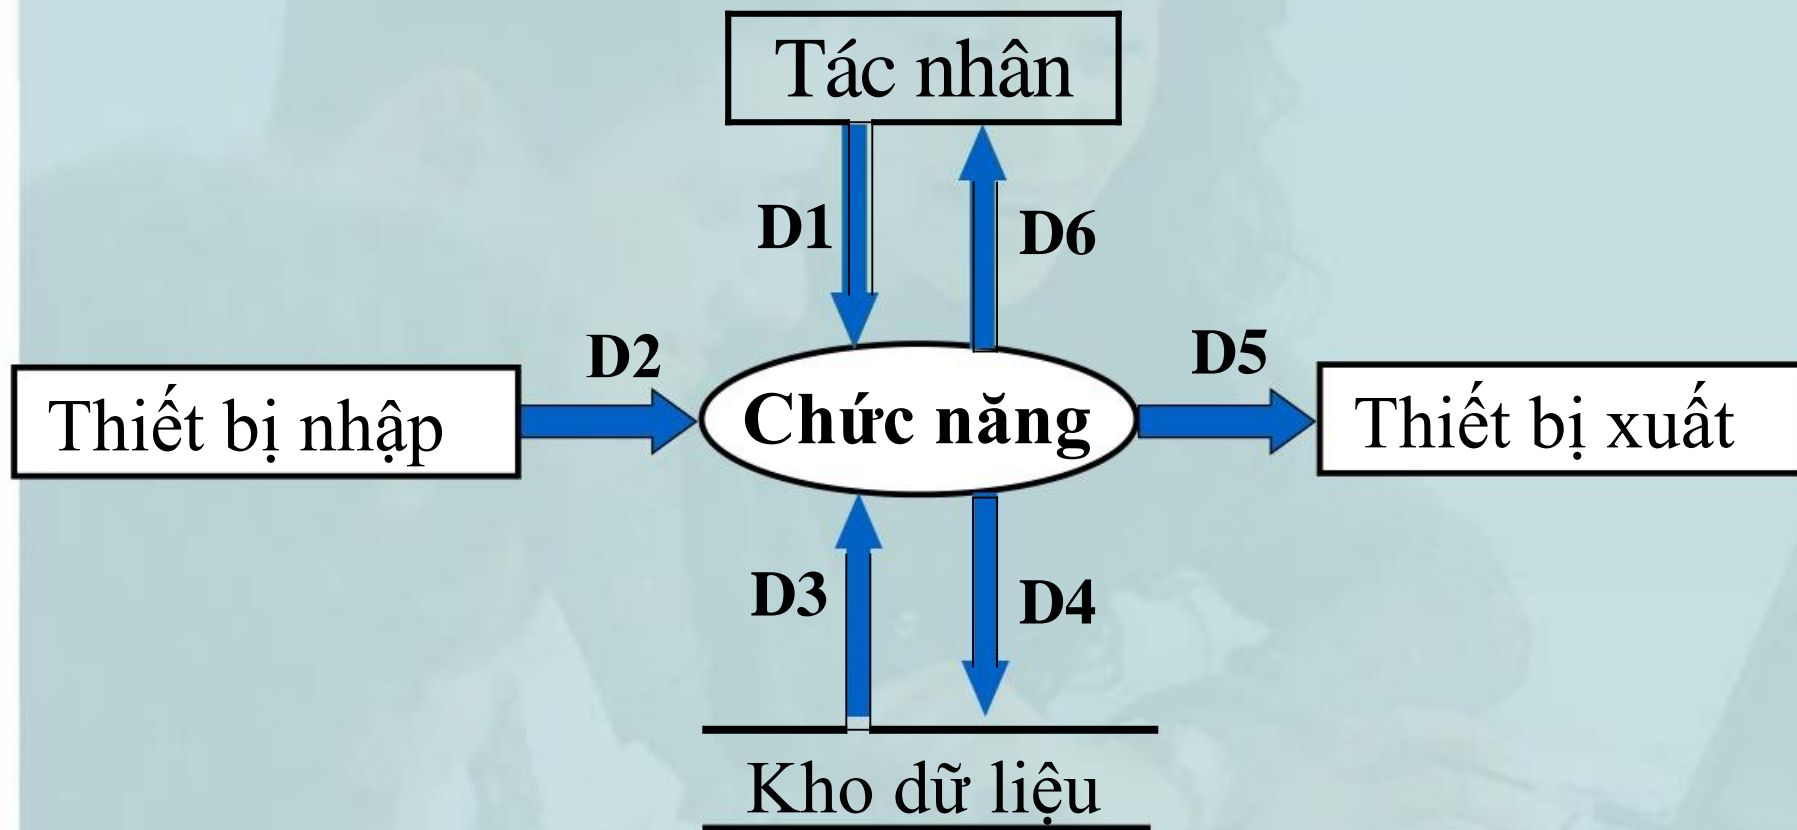 Tác nhân
D1
D6
D2
D5
Thiết bị nhập
Chức năng
Thiết bị xuất
D3
D4
Kho dữ liệu